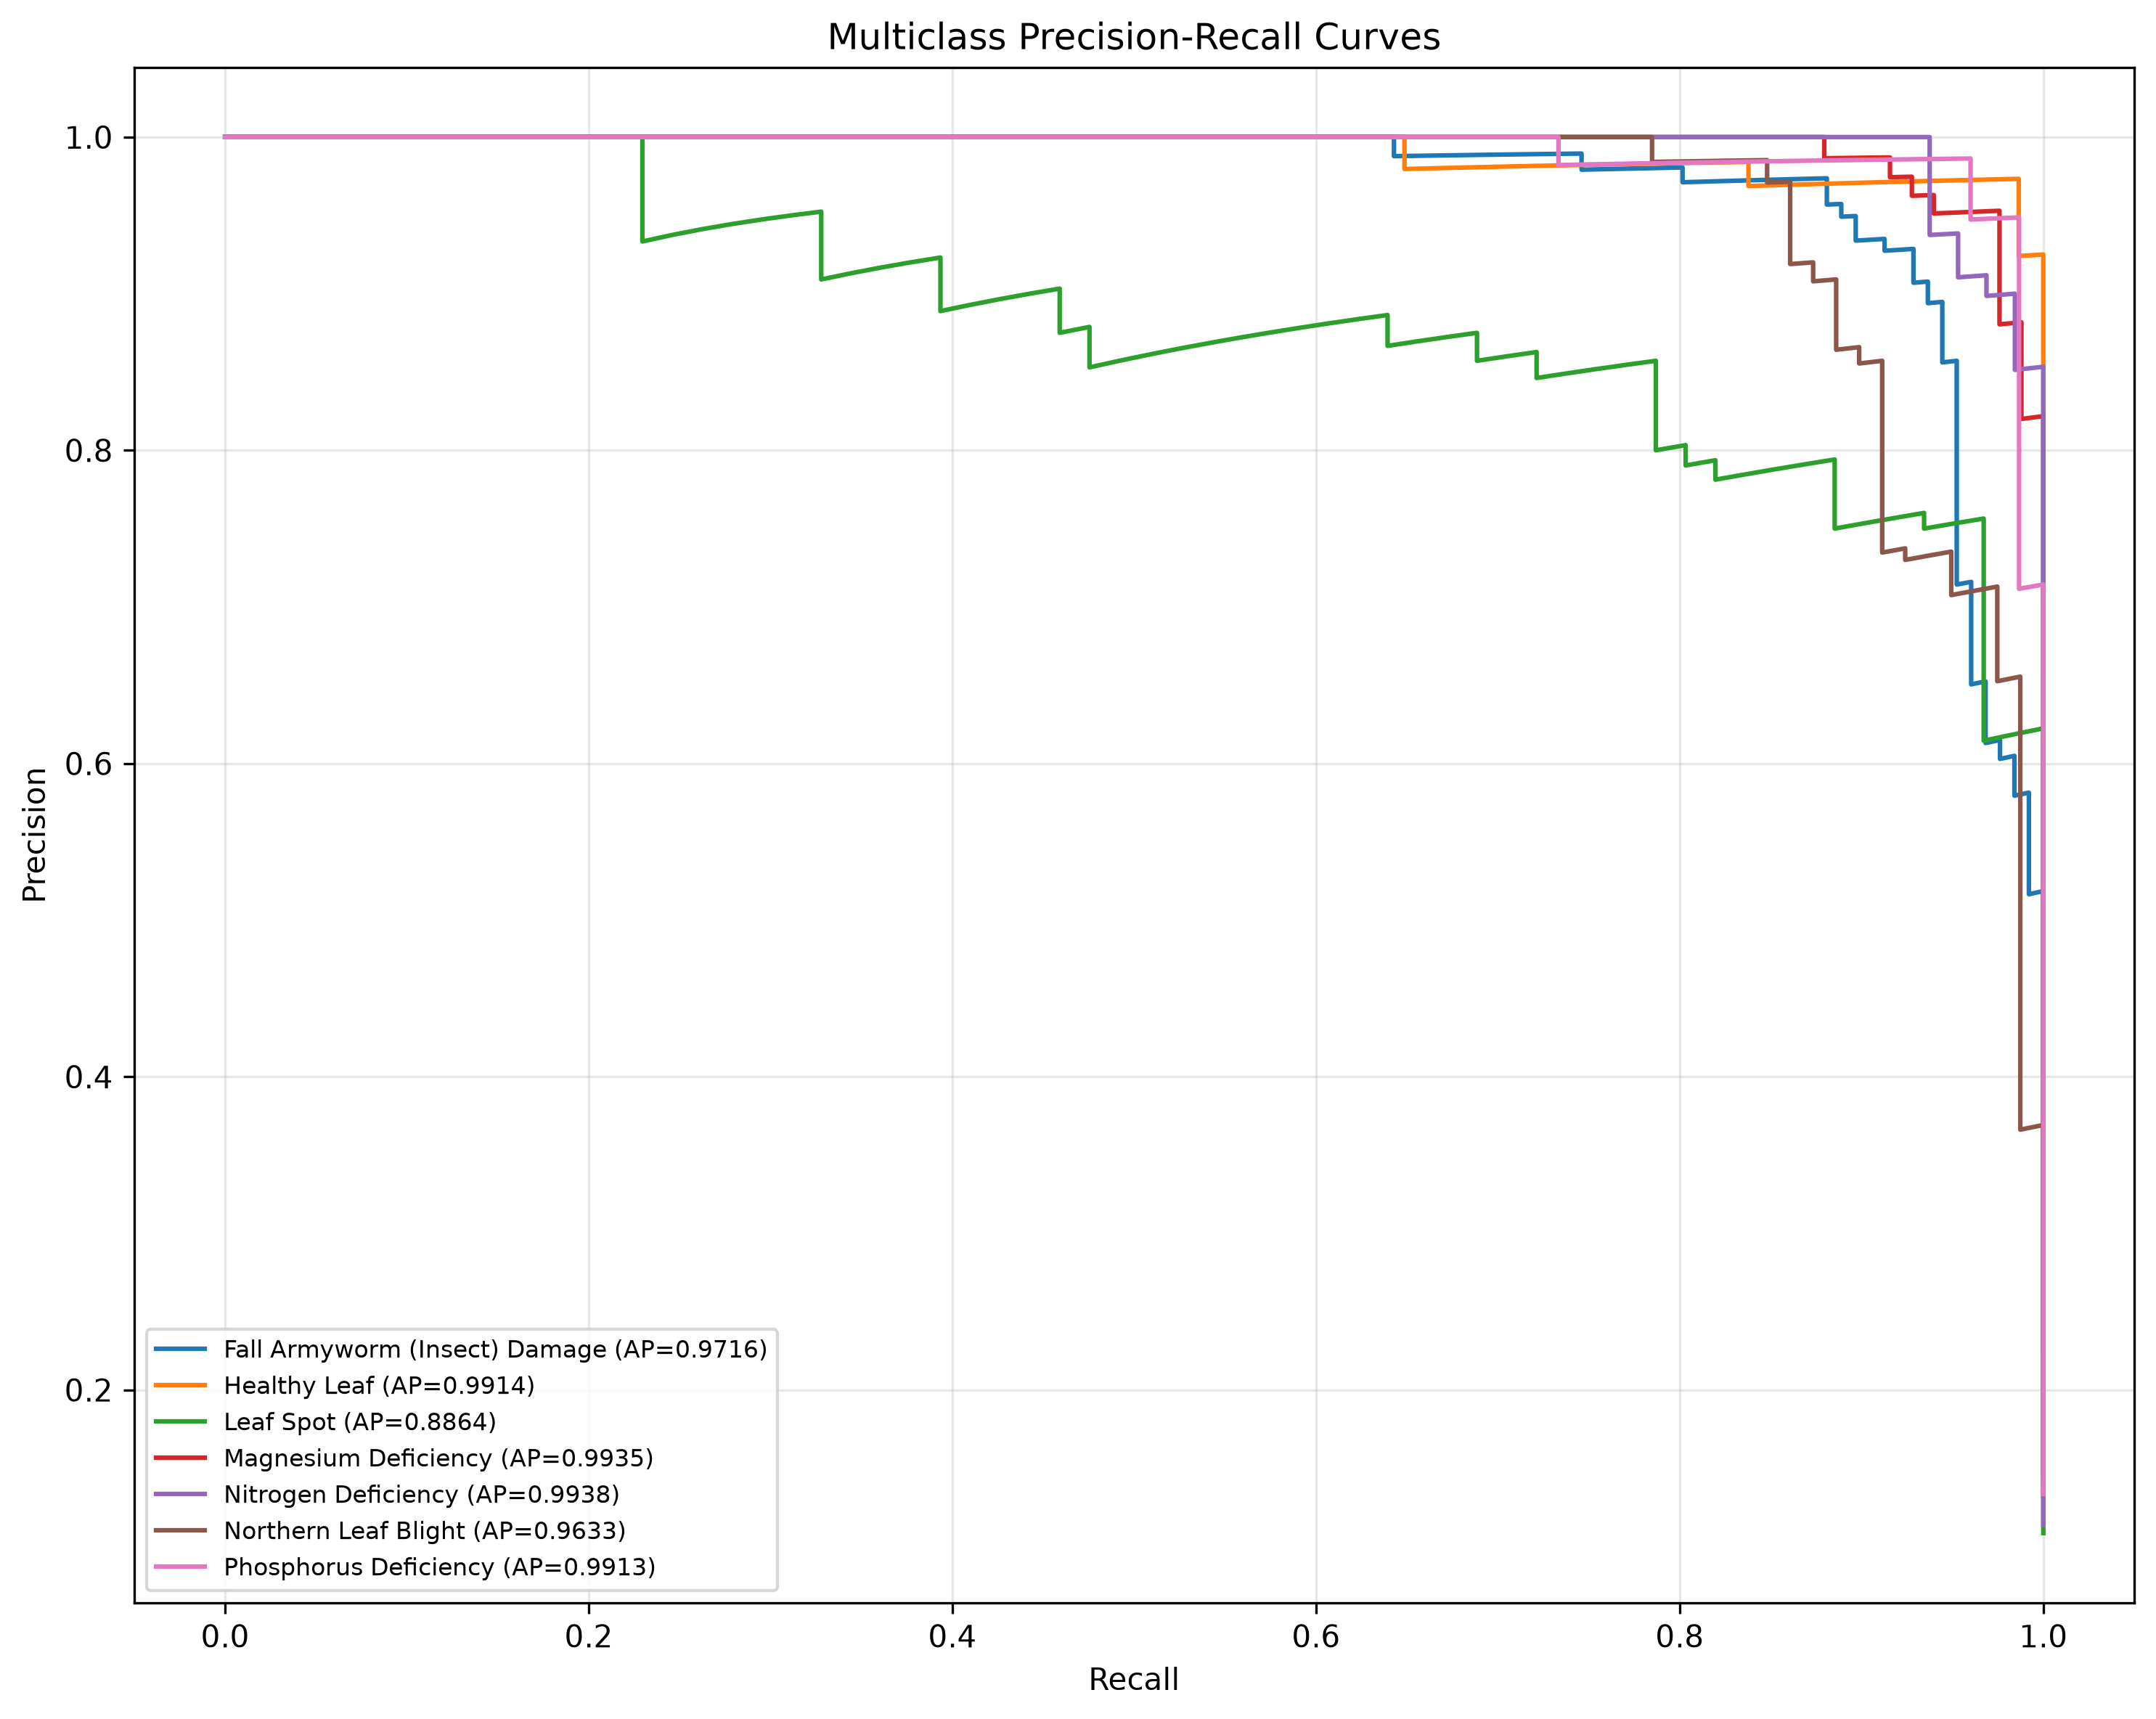 Multiclass Precision-Recall Curves
Precision
1.0
0.8
0.6
0.4
0.2
Fall Armyworm (Insect) Damage (AP=0.9716)
Healthy Leaf (AP=0.9914)
Leaf Spot (AP=0.8864)
Magnesium Deficiency (AP=0.9935)
Nitrogen Deficiency (AP=0.9938)
Northern Leaf Blight (AP=0.9633)
Phosphorus Deficiency (AP=0.9913)
0.0 0.2 0.4 0.6 0.8 1.0
Recall